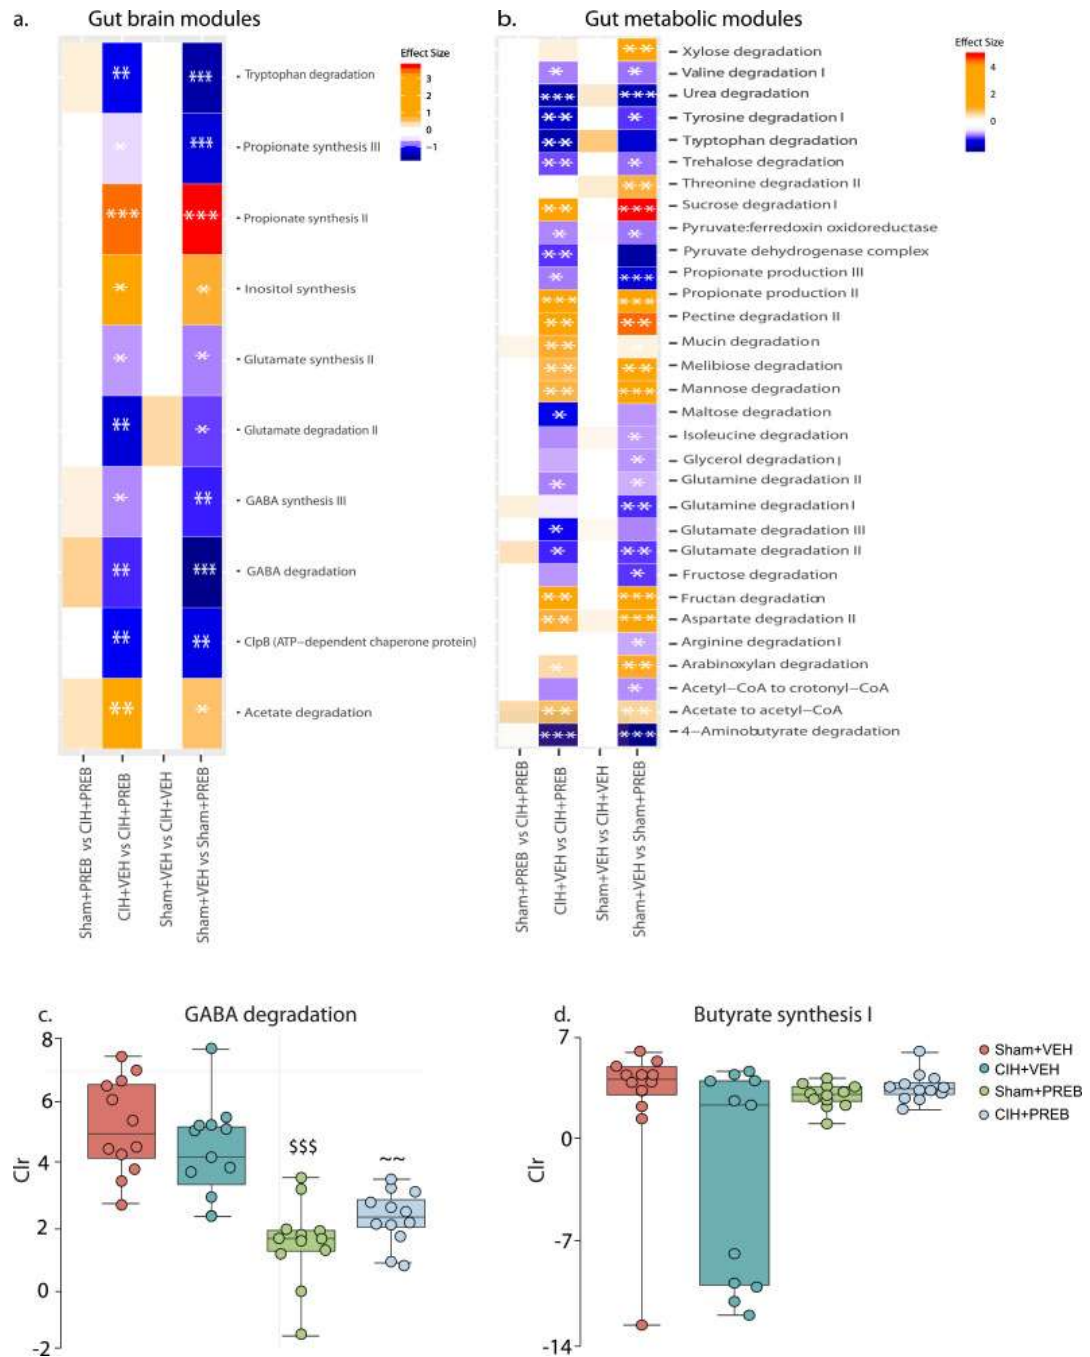 a. Gut brain modules
Effect Size
3
2
1
0
−1
Tryptophan degradation
Propionate synthesis III
Propionate synthesis II
Inositol synthesis
Glutamate synthesis II
Glutamate degradation II
GABA synthesis III
GABA degradation
ClpB (ATP−dependent chaperone protein)
Acetate degradation
** ***
* ***
*** ***
* *
* *
** *
* **
** ***
** **
** *
Sham+PREB vs CIH+PREB
CIH+VEH vs CIH+PREB
Sham+VEH vs CIH+VEH
Sham+VEH vs Sham+PREB
b. Gut metabolic modules
Effect Size
4
2
0
Xylose degradation
Valine degradation I
Urea degradation
Tyrosine degradation I
Tryptophan degradation
Trehalose degradation
Threonine degradation II
Sucrose degradation I
Pyruvate:ferredoxin oxidoreductase
Pyruvate dehydrogenase complex
Propionate production III
Propionate production II
Pectine degradation II
Mucin degradation
Melibiose degradation
Mannose degradation
Maltose degradation
Isoleucine degradation
Glycerol degradation I
Glutamine degradation II
Glutamine degradation I
Glutamate degradation III
Glutamate degradation II
Fructose degradation
Fructan degradation
Aspartate degradation II
Arginine degradation I
Arabinoxylan degradation
Acetyl−CoA to crotonyl−CoA
Acetate to acetyl−CoA
4−Aminobutyrate degradation
**
* *
*** ***
** *
**
** *
**
** ***
* *
**
* ***
*** ***
** **
**
** **
** ***
*
*
*
* *
**
*
* **
*
** ***
** ***
*
* **
*
** **
*** ***
Sham+PREB vs CIH+PREB
CIH+VEH vs CIH+PREB
Sham+VEH vs CIH+VEH
Sham+VEH vs Sham+PREB
c. GABA degradation
Clr
8
6
4
2
0
-2
$$$
~~
d. Butyrate synthesis I
Clr
7
0
-7
-14
Sham+VEH
CIH+VEH
Sham+PREB
CIH+PREB